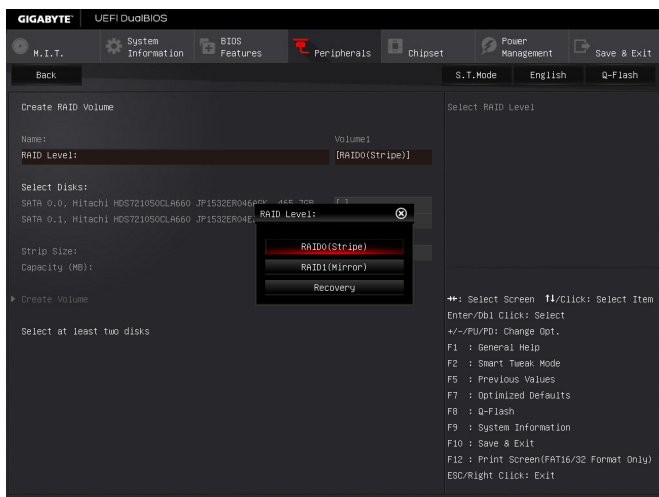 GIGABYTE™ UEFI DualBIOS
M.I.T.
System Information
BIOS Features
Peripherals
Chipset
Power Management
Save & Exit
Back
S.T.Mode English Q-Flash
Create RAID Volume
Select RAID Level
Name: Volume1
RAID Level: [RAID0(Stripe)]
Select Disks:
SATA 0.0, Hitachi HDS721050CLA660 JP1532ER046AGK, 465.7GB [ ]
SATA 0.1, Hitachi HDS721050CLA660 JP1532ER04E
Strip Size:
Capacity (MB):
Create Volume
Select at least two disks
RAID Level:
RAID0(Stripe)
RAID1(Mirror)
Recovery
→←: Select Screen ↑↓/Click: Select Item
Enter/Dbl Click: Select
+/-/PU/PD: Change Opt.
F1 : General Help
F2 : Smart Tweak Mode
F5 : Previous Values
F7 : Optimized Defaults
F8 : Q-Flash
F9 : System Information
F10 : Save & Exit
F12 : Print Screen(FAT16/32 Format Only)
ESC/Right Click: Exit